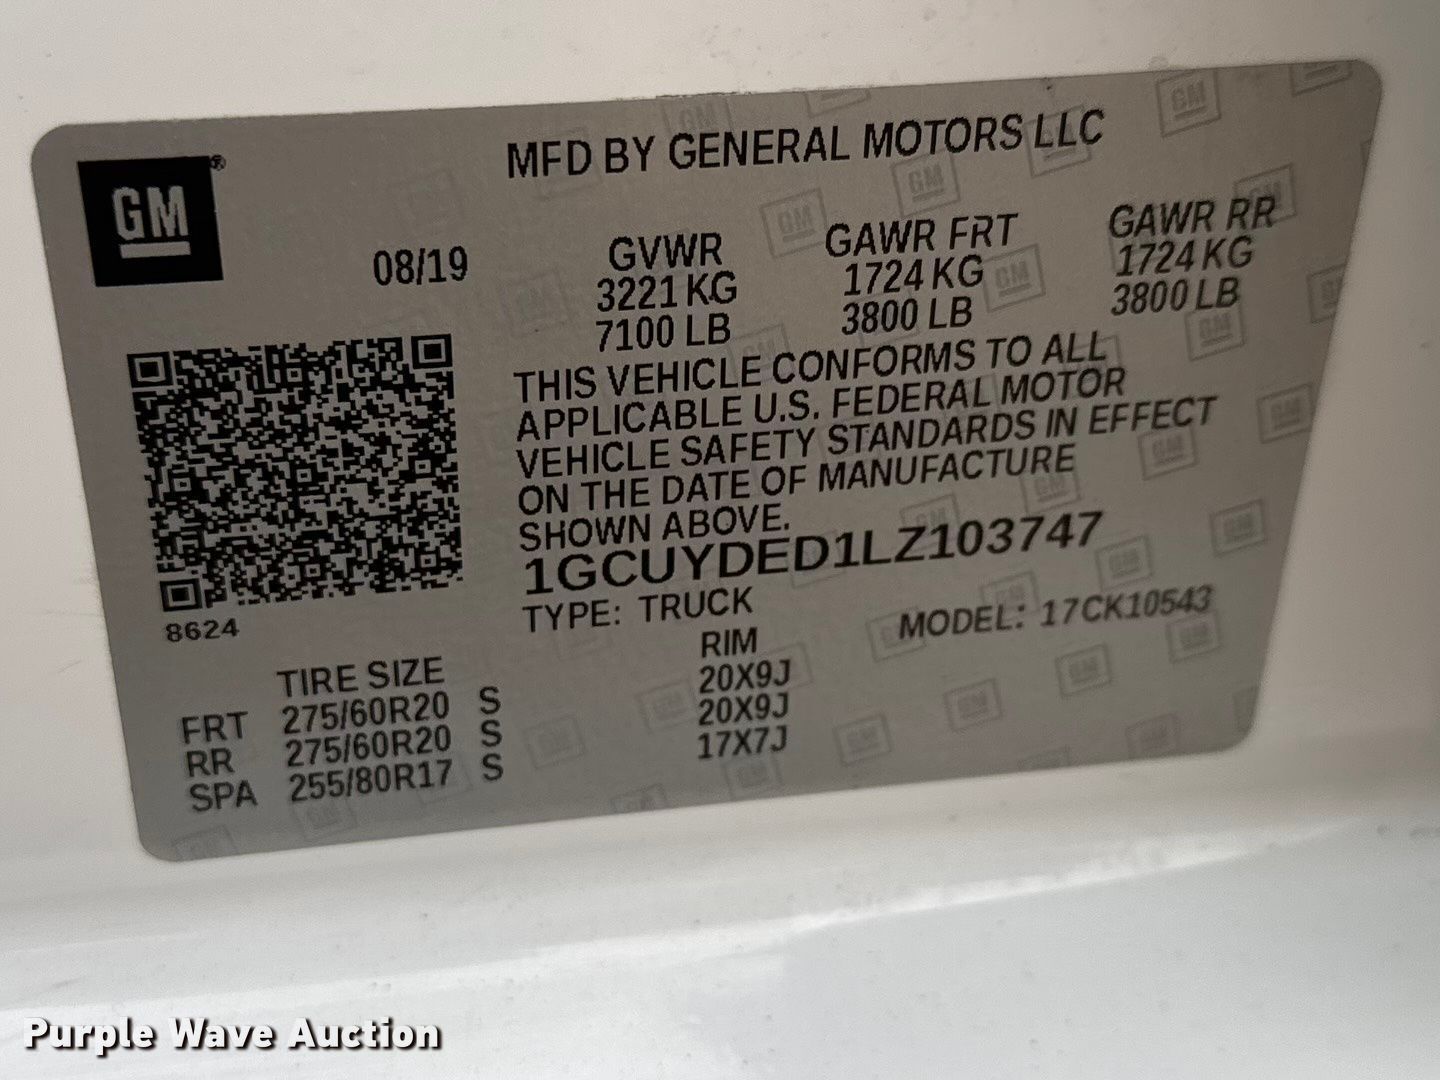 GM®
MFD BY GENERAL MOTORS LLC
08/19
GVWR
3221 KG
7100 LB
GAWR FRT
1724 KG
3800 LB
GAWR RR
1724 KG
3800 LB
THIS VEHICLE CONFORMS TO ALL
APPLICABLE U.S. FEDERAL MOTOR
VEHICLE SAFETY STANDARDS IN EFFECT
ON THE DATE OF MANUFACTURE
SHOWN ABOVE.
1GCUYDED1LZ103747
TYPE: TRUCK
MODEL: 17CK10543
8624
TIRE SIZE RIM
FRT 275/60R20 S 20X9J
RR 275/60R20 S 20X9J
SPA 255/80R17 S 17X7J
Purple Wave Auction